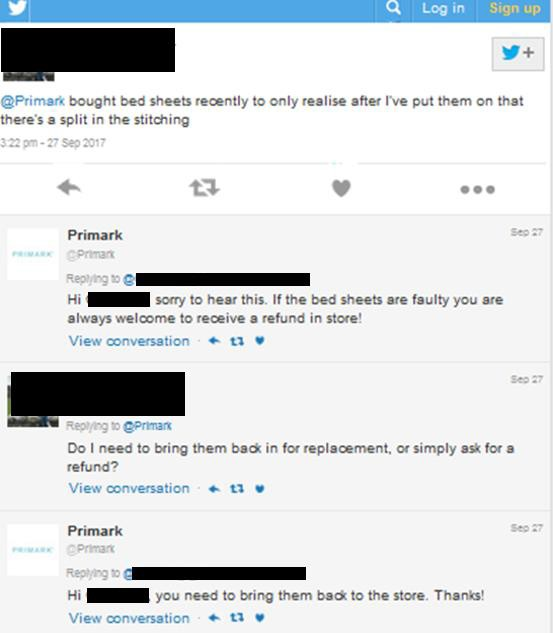 Log in Sign up
@Primark bought bed sheets recently to only realise after I've put them on that
there's a split in the stitching
3:22 pm - 27 Sep 2017
Primark
Sep 27
PRIMARK
@Primark
Replying to @
Hi sorry to hear this. If the bed sheets are faulty you are
always welcome to receive a refund in store!
View conversation
Sep 27
Replying to @Primark
Do I need to bring them back in for replacement, or simply ask for a
refund?
View conversation
Primark
Sep 27
PRIMARK
@Primark
Replying to @
Hi , you need to bring them back to the store. Thanks!
View conversation